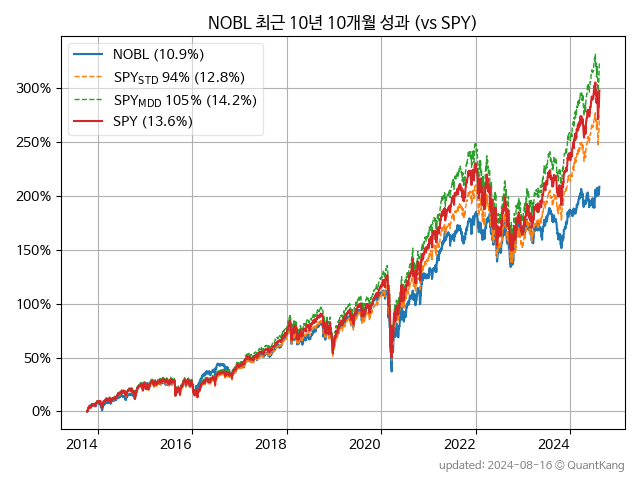 NOBL 최근 10년 10개월 성과 (vs SPY)
NOBL (10.9%)
SPYSTD 94% (12.8%)
SPYMDD 105% (14.2%)
SPY (13.6%)
300%
250%
200%
150%
100%
50%
0%
2014 2016 2018 2020 2022 2024
updated: 2024-08-16 © QuantKang